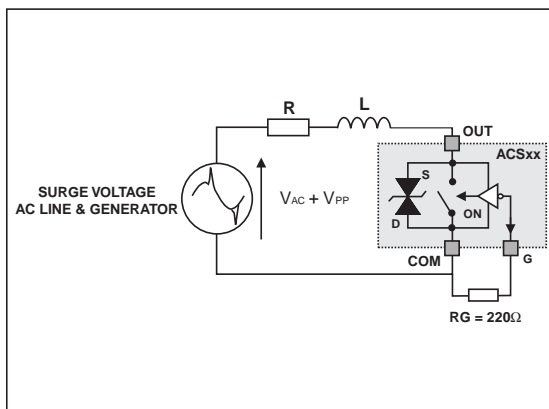 R
L
OUT
ACSxx
S
SURGE VOLTAGE
AC LINE & GENERATOR
VAC + VPP
ON
D
COM
G
RG = 220Ω